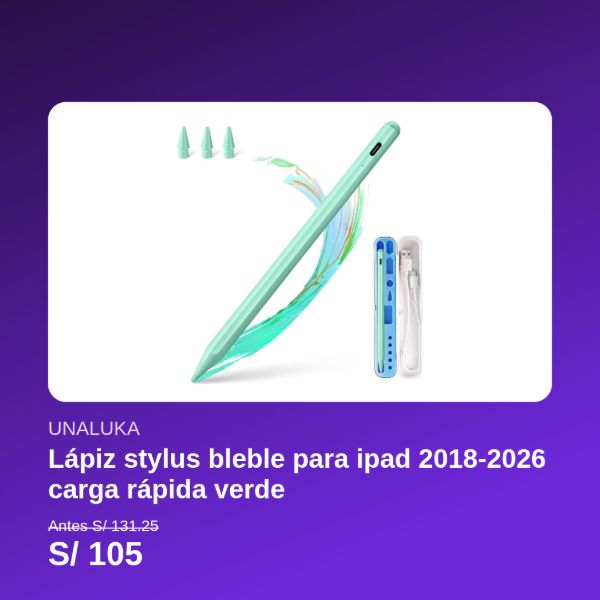 UNALUKA
Lápiz stylus bleble para ipad 2018-2026
carga rápida verde
Antes S/ 131.25
S/ 105